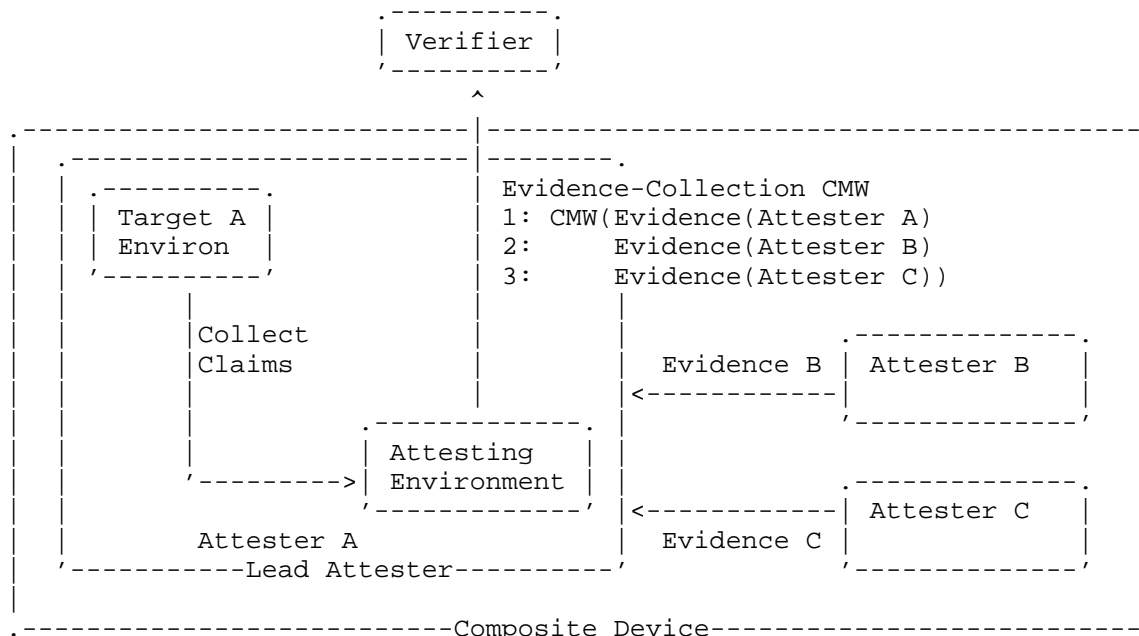 Verifier
Evidence-Collection CMW
Target A
1: CMW(Evidence(Attester A)
Environ
2: Evidence(Attester B)
3: Evidence(Attester C))
Collect
Claims
Evidence B
Attester B
Attesting
Environment
Attester C
Attester A
Evidence C
Lead Attester
Composite Device